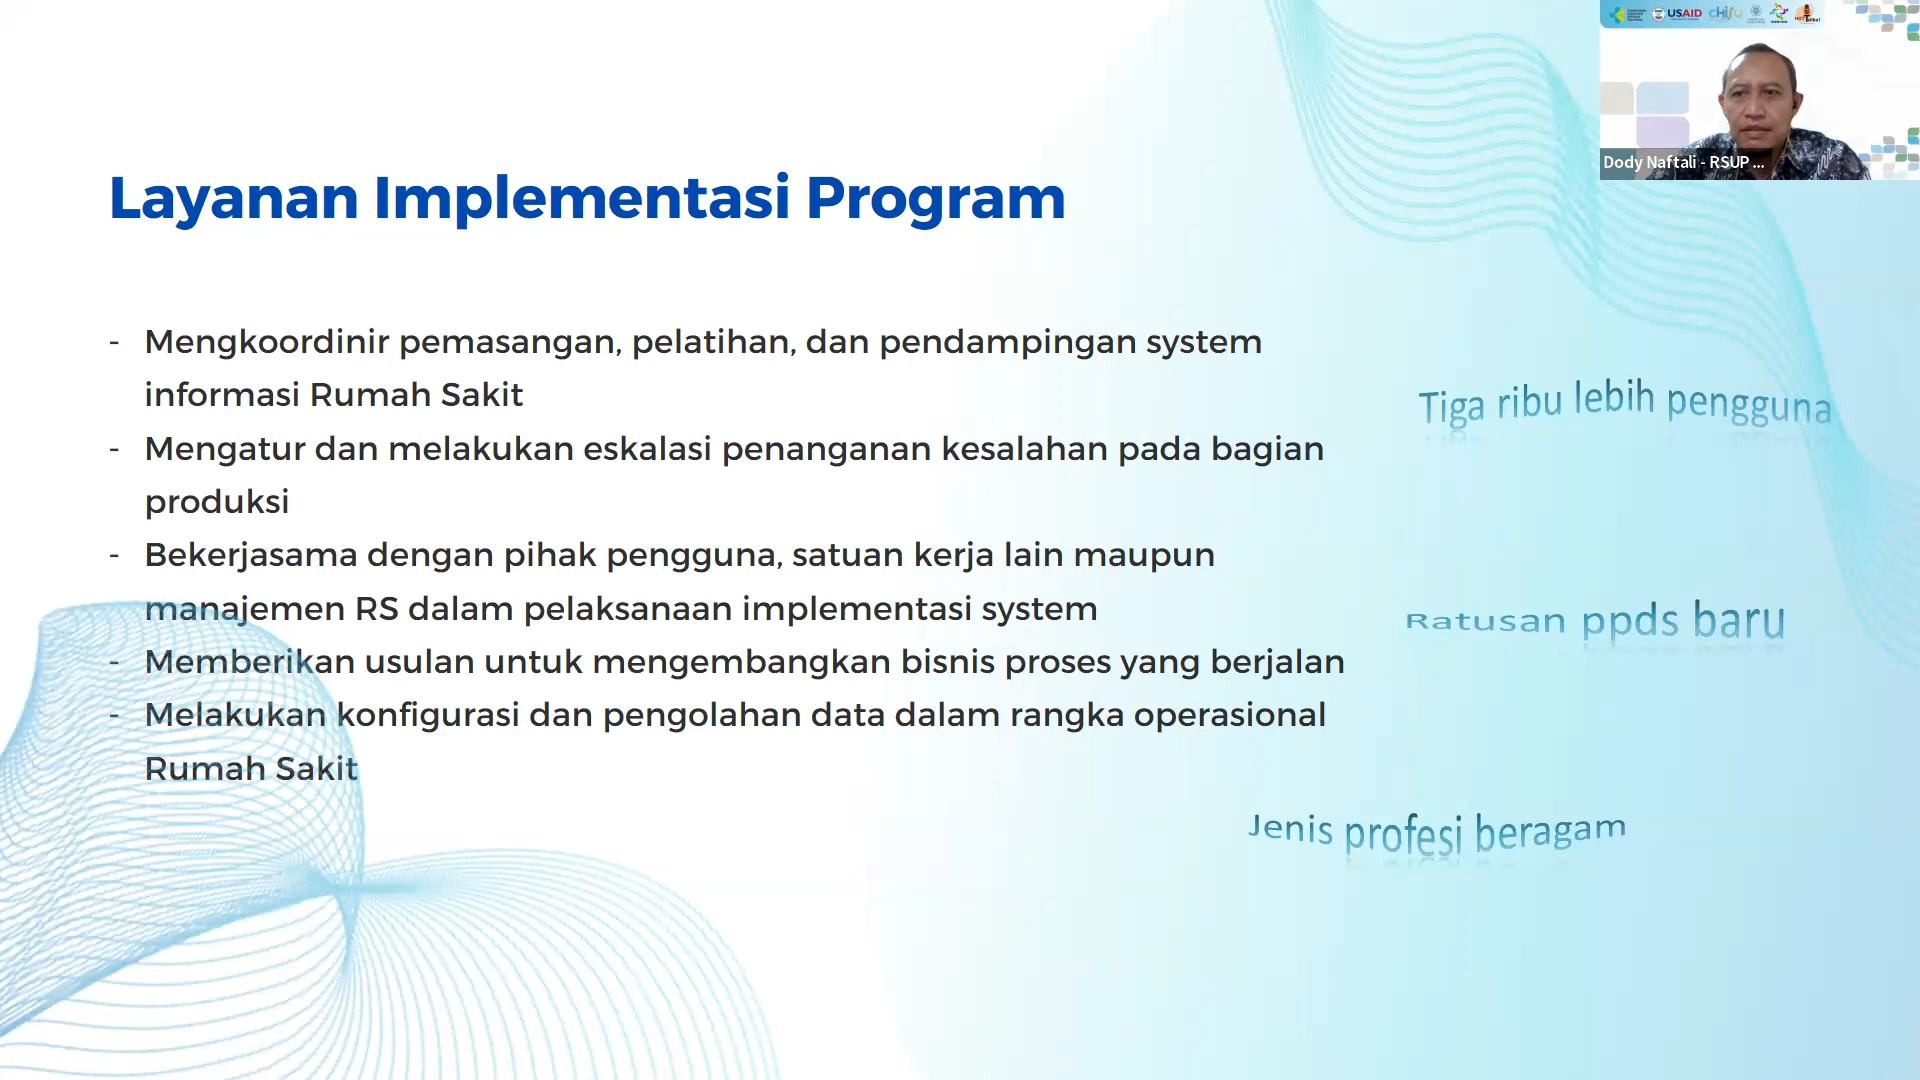 USAID
CHISU
Dody Naftali - RSUP ...
Layanan Implementasi Program
- Mengkoordinir pemasangan, pelatihan, dan pendampingan system
informasi Rumah Sakit
- Mengatur dan melakukan eskalasi penanganan kesalahan pada bagian
produksi
- Bekerjasama dengan pihak pengguna, satuan kerja lain maupun
manajemen RS dalam pelaksanaan implementasi system
- Memberikan usulan untuk mengembangkan bisnis proses yang berjalan
- Melakukan konfigurasi dan pengolahan data dalam rangka operasional
Rumah Sakit
Tiga ribu lebih pengguna
Ratusan ppds baru
Jenis profesi beragam